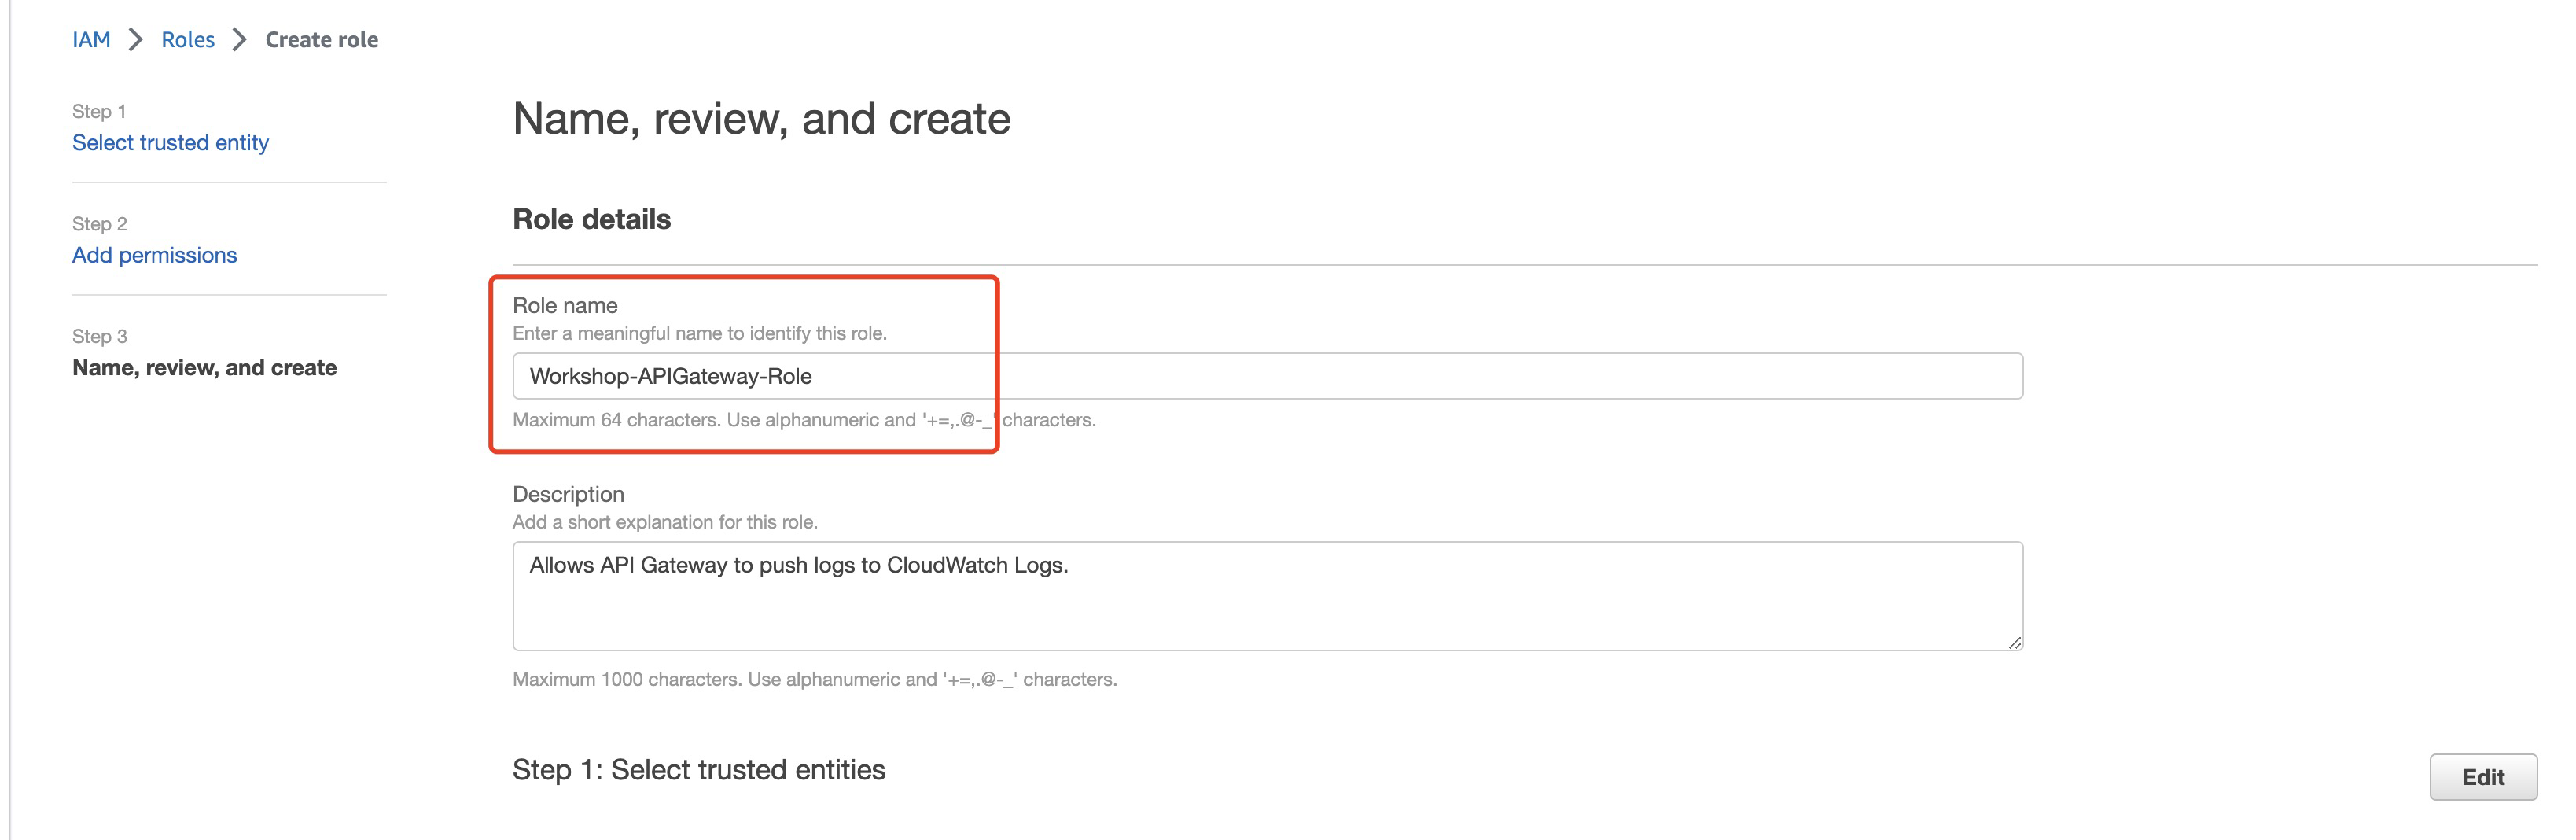 IAM > Roles > Create role
Step 1
Select trusted entity
Step 2
Add permissions
Step 3
Name, review, and create
Name, review, and create
Role details
Role name
Enter a meaningful name to identify this role.
Workshop-APIGateway-Role
Maximum 64 characters. Use alphanumeric and '+=,.@-_' characters.
Description
Add a short explanation for this role.
Allows API Gateway to push logs to CloudWatch Logs.
Maximum 1000 characters. Use alphanumeric and '+=,.@-_' characters.
Step 1: Select trusted entities
Edit